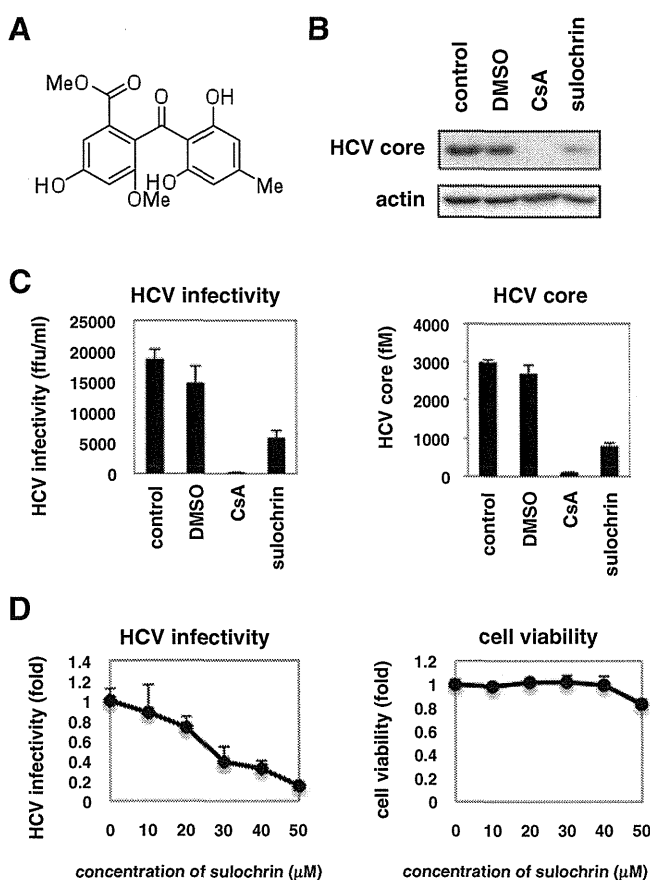 A
MeO
O
O
OH
HO
HO
OMe
Me
B
control
DMSO
CsA
sulochrin
HCV core
actin
C
HCV infectivity
HCV infectivity (ffu/ml)
25000
20000
15000
10000
5000
0
control
DMSO
CsA
sulochrin
HCV core
HCV core (fM)
4000
3000
2000
1000
0
control
DMSO
CsA
sulochrin
D
HCV infectivity
HCV infectivity (fold)
1.4
1.2
1
0.8
0.6
0.4
0.2
0
0 10 20 30 40 50
concentration of sulochrin (μM)
cell viability
cell viability (fold)
1.2
1
0.8
0.6
0.4
0.2
0
0 10 20 30 40 50
concentration of sulochrin (μM)